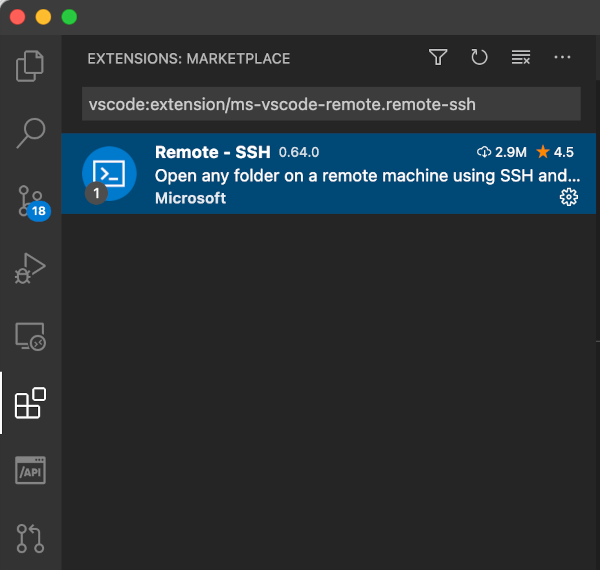 EXTENSIONS: MARKETPLACE
vscode:extension/ms-vscode-remote.remote-ssh
Remote - SSH 0.64.0 2.9M 4.5
Open any folder on a remote machine using SSH and...
1
Microsoft
18
/API